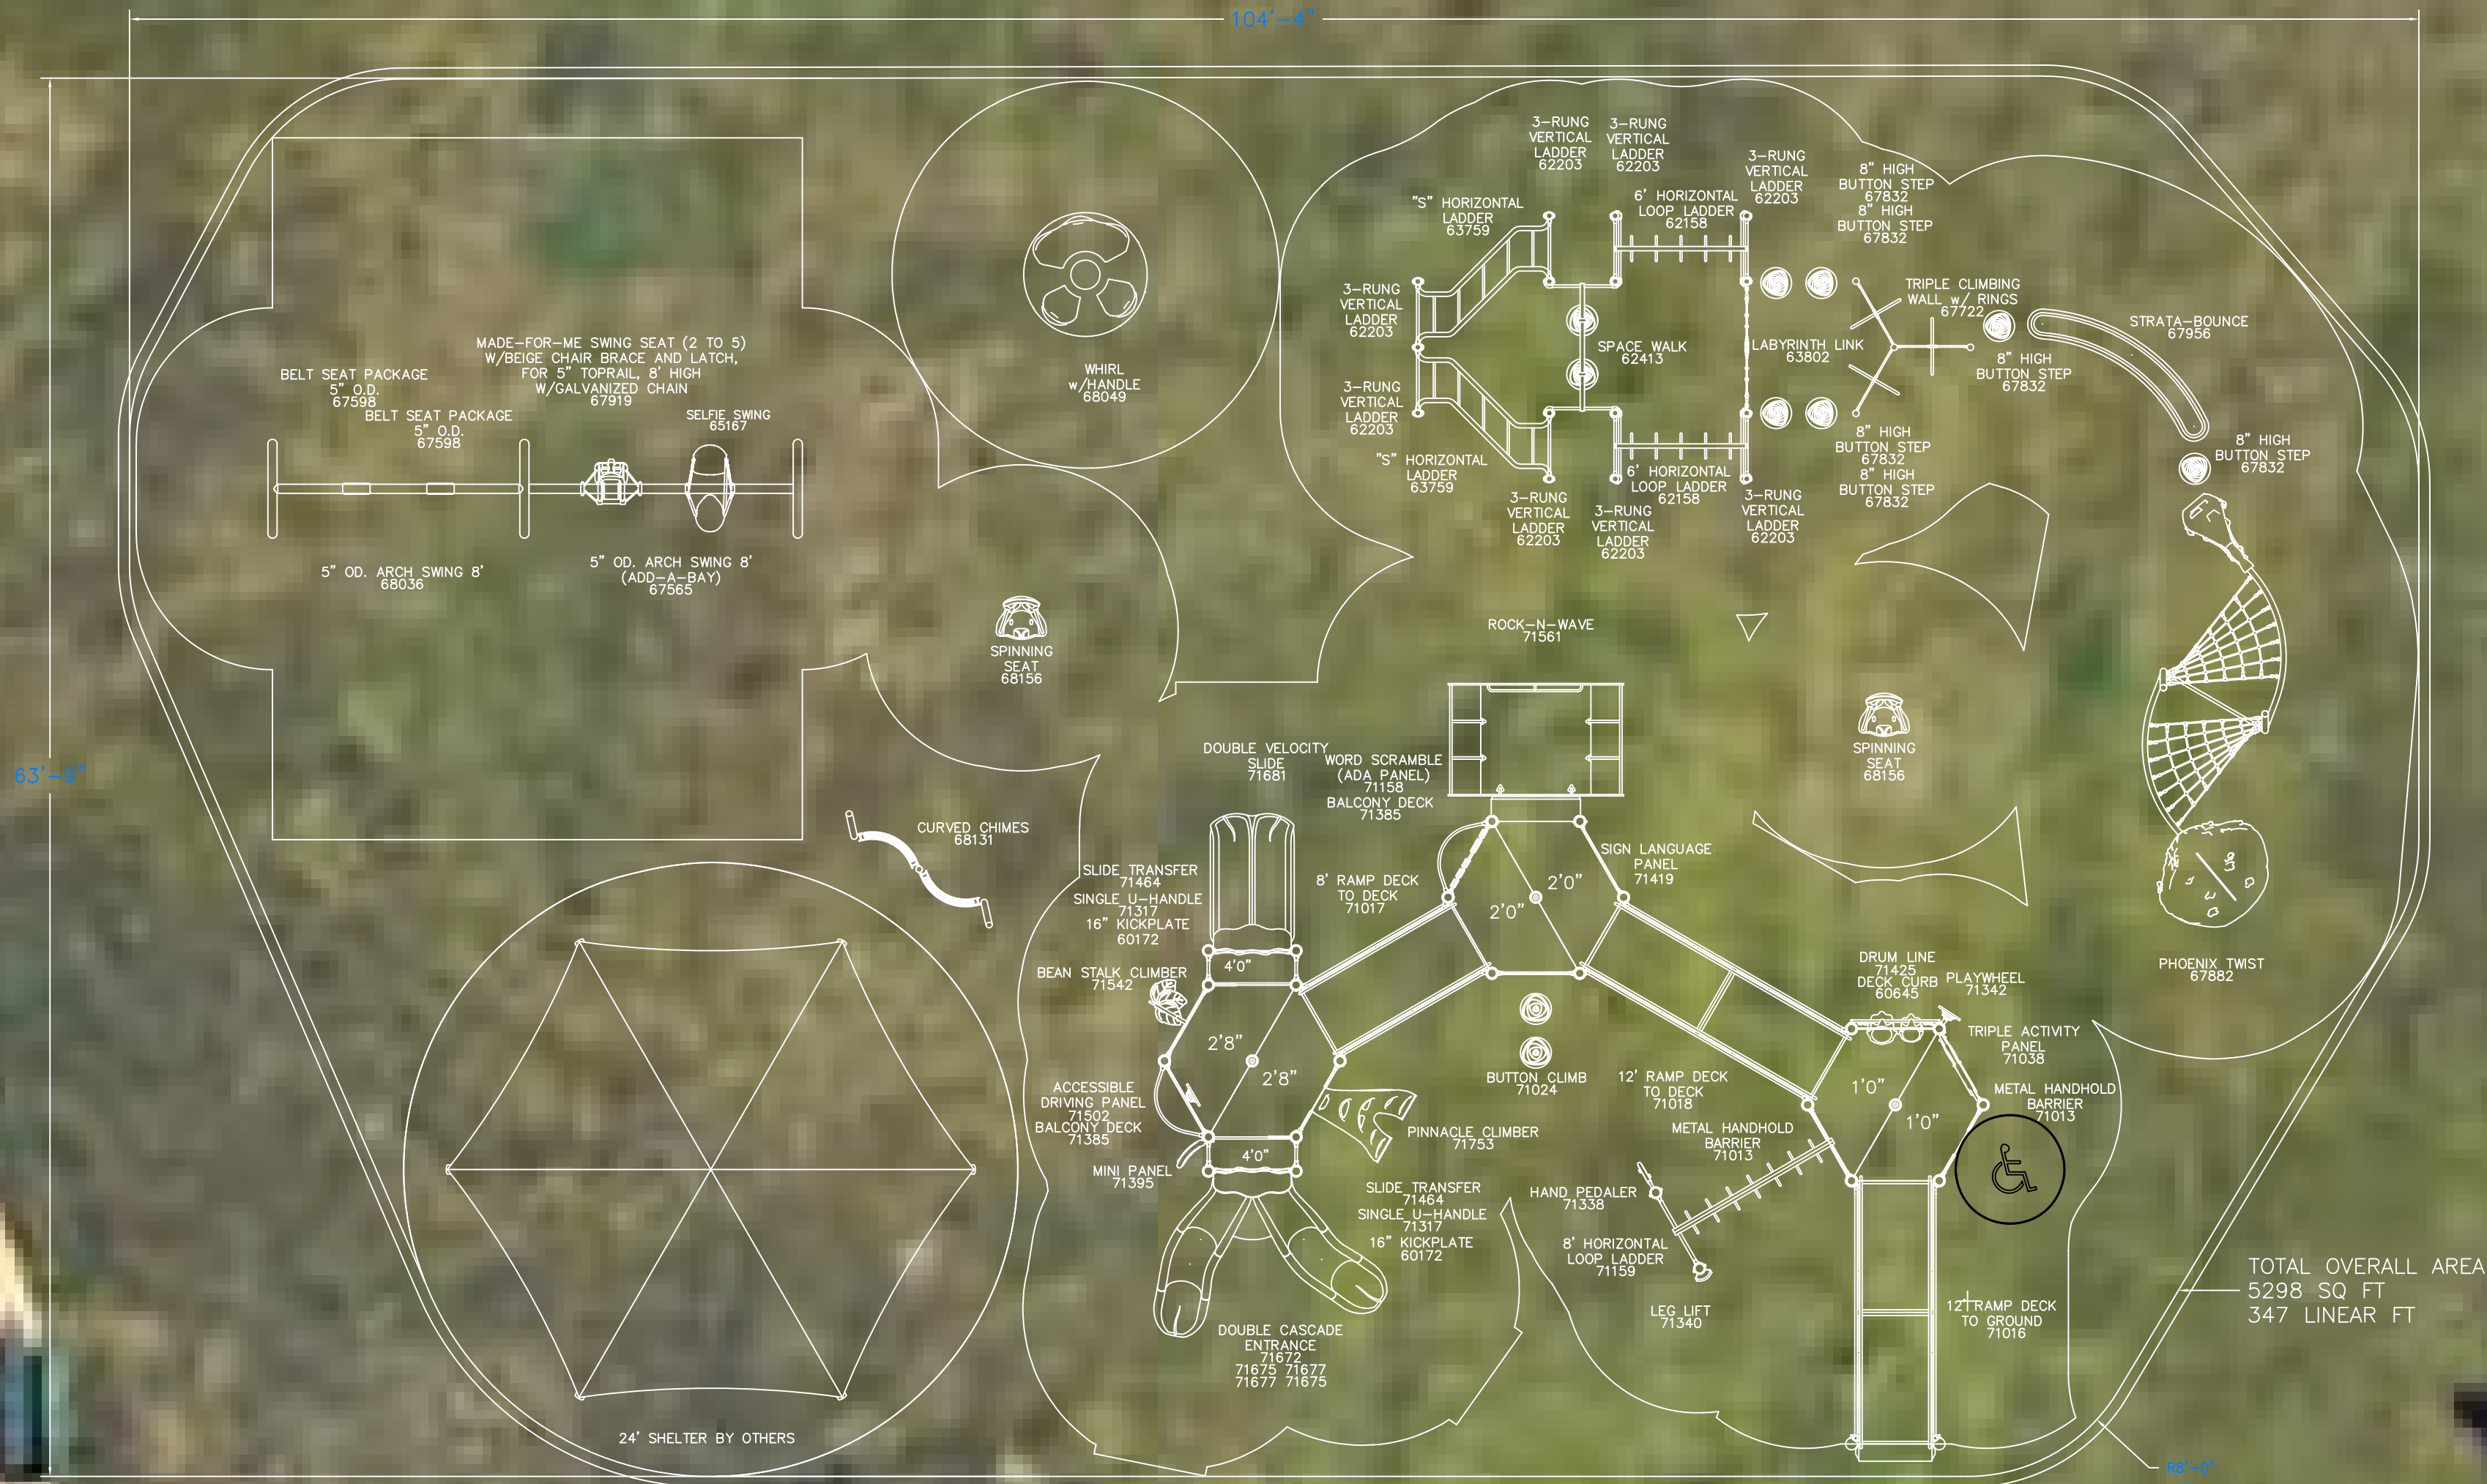 104'-4"
3-RUNG
VERTICAL
LADDER
62203
3-RUNG
VERTICAL
LADDER
62203
3-RUNG
VERTICAL
LADDER
62203
8" HIGH
BUTTON STEP
67832
8" HIGH
BUTTON STEP
67832
"S" HORIZONTAL
LADDER
63759
6' HORIZONTAL
LOOP LADDER
62158
3-RUNG
VERTICAL
LADDER
62203
TRIPLE CLIMBING
WALL w/ RINGS
67722
STRATA-BOUNCE
67956
SPACE WALK
62413
LABYRINTH LINK
63802
8" HIGH
BUTTON STEP
67832
MADE-FOR-ME SWING SEAT (2 TO 5)
W/BEIGE CHAIR BRACE AND LATCH,
FOR 5" TOPRAIL, 8' HIGH
W/GALVANIZED CHAIN
67919
BELT SEAT PACKAGE
5" O.D.
67598
BELT SEAT PACKAGE
5" O.D.
67598
SELFIE SWING
65167
WHIRL
w/HANDLE
68049
3-RUNG
VERTICAL
LADDER
62203
8" HIGH
BUTTON STEP
67832
8" HIGH
BUTTON STEP
67832
8" HIGH
BUTTON STEP
67832
"S" HORIZONTAL
LADDER
63759
6' HORIZONTAL
LOOP LADDER
62158
3-RUNG
VERTICAL
LADDER
62203
3-RUNG
VERTICAL
LADDER
62203
3-RUNG
VERTICAL
LADDER
62203
5" OD. ARCH SWING 8'
68036
5" OD. ARCH SWING 8'
(ADD-A-BAY)
67565
SPINNING
SEAT
68156
ROCK-N-WAVE
71561
63'-9"
DOUBLE VELOCITY
SLIDE
71681
WORD SCRAMBLE
(ADA PANEL)
71158
BALCONY DECK
71385
SPINNING
SEAT
68156
CURVED CHIMES
68131
SLIDE TRANSFER
71464
SINGLE U-HANDLE
71317
16" KICKPLATE
60172
8' RAMP DECK
TO DECK
71017
SIGN LANGUAGE
PANEL
71419
2'0"
2'0"
4'0"
BEAN STALK CLIMBER
71542
DRUM LINE
71425
DECK CURB
60645
PLAYWHEEL
71342
PHOENIX TWIST
67882
TRIPLE ACTIVITY
PANEL
71038
2'8"
2'8"
BUTTON CLIMB
71024
12' RAMP DECK
TO DECK
71018
1'0"
1'0"
METAL HANDHOLD
BARRIER
71013
ACCESSIBLE
DRIVING PANEL
71502
BALCONY DECK
71385
PINNACLE CLIMBER
71753
METAL HANDHOLD
BARRIER
71013
4'0"
MINI PANEL
71395
SLIDE TRANSFER
71464
SINGLE U-HANDLE
71317
16" KICKPLATE
60172
HAND PEDALER
71338
8' HORIZONTAL
LOOP LADDER
71159
LEG LIFT
71340
12' RAMP DECK
TO GROUND
71016
DOUBLE CASCADE
ENTRANCE
71672
71675 71677
71677 71675
TOTAL OVERALL AREA
5298 SQ FT
347 LINEAR FT
24' SHELTER BY OTHERS
R8'-0"